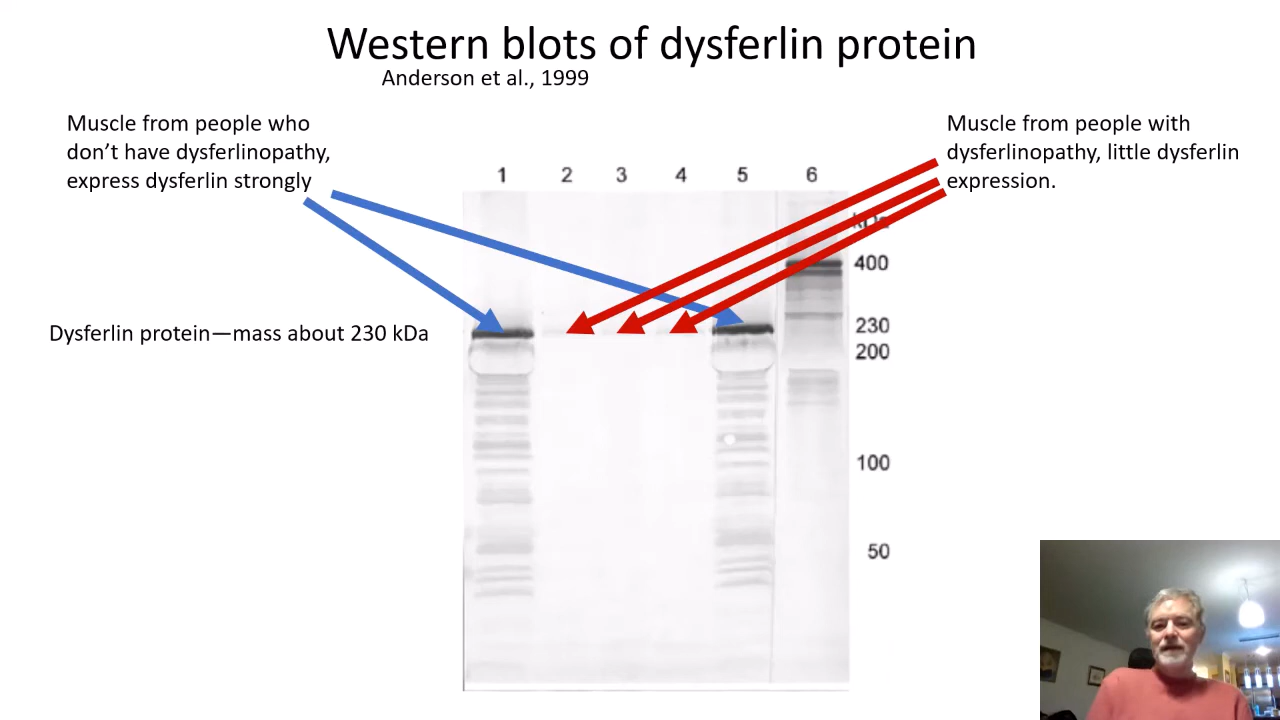 Western blots of dysferlin protein
Anderson et al., 1999
Muscle from people who
don’t have dysferlinopathy,
express dysferlin strongly
Muscle from people with
dysferlinopathy, little dysferlin
expression.
1 2 3 4 5 6
kDa
400
Dysferlin protein—mass about 230 kDa
230
200
100
50